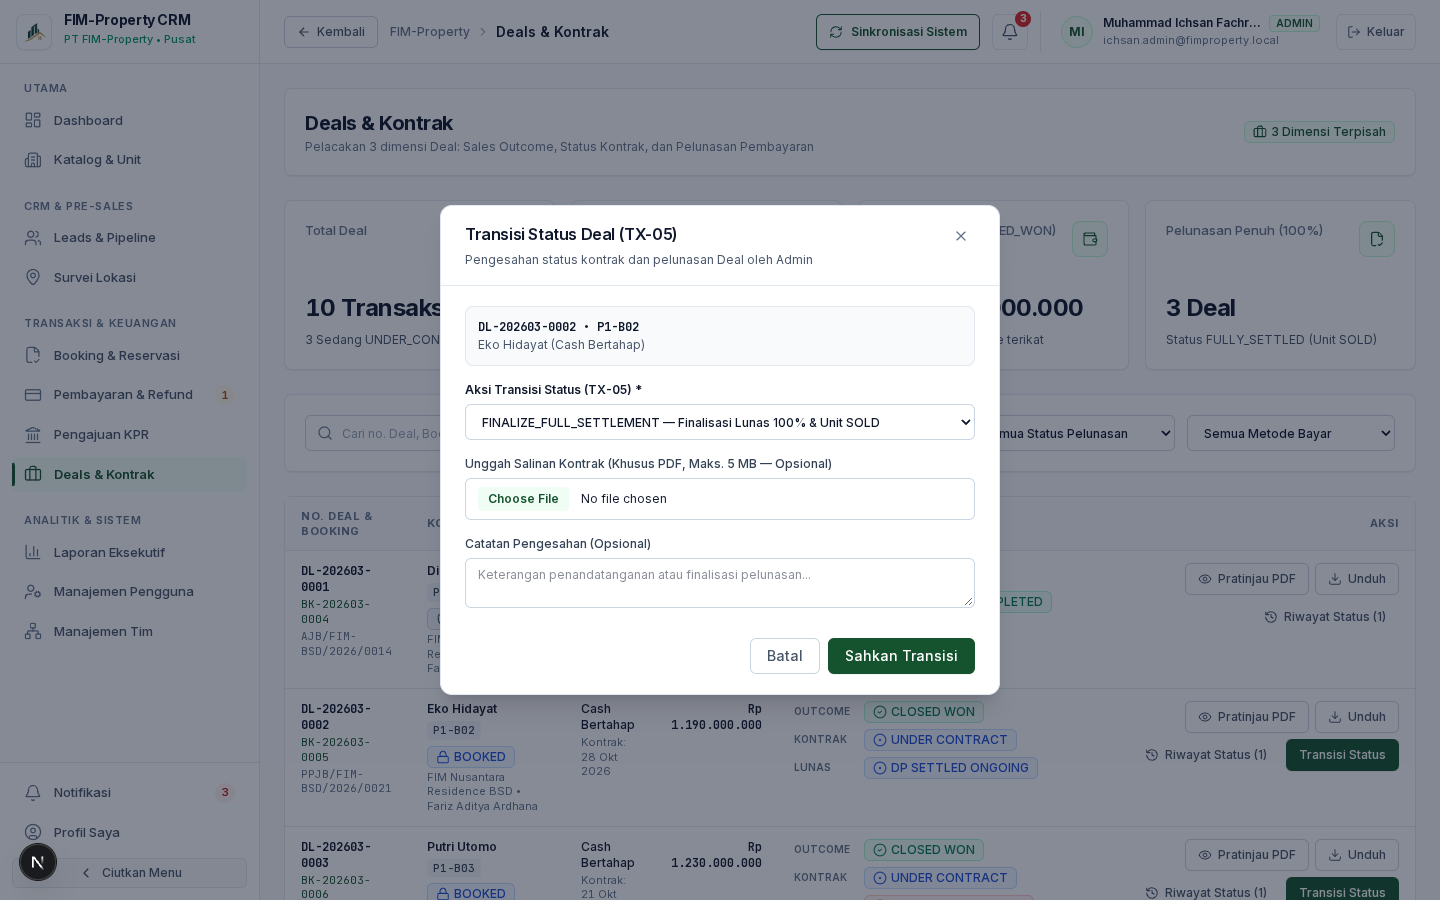 FIM-Property CRM
PT FIM-Property • Pusat
Kembali
FIM-Property
Deals & Kontrak
Sinkronisasi Sistem
3
MI
Muhammad Ichsan Fachr...
ADMIN
ichsan.admin@fimproperty.local
Keluar
UTAMA
Dashboard
Katalog & Unit
CRM & PRE-SALES
Leads & Pipeline
Survei Lokasi
TRANSAKSI & KEUANGAN
Booking & Reservasi
Pembayaran & Refund
1
Pengajuan KPR
Deals & Kontrak
ANALITIK & SISTEM
Laporan Eksekutif
Manajemen Pengguna
Manajemen Tim
Notifikasi
3
Profil Saya
N
Ciutkan Menu
Deals & Kontrak
Pelacakan 3 dimensi Deal: Sales Outcome, Status Kontrak, dan Pelunasan Pembayaran
3 Dimensi Terpisah
Total Deal
10 Transaks
3 Sedang UNDER_CON
ED_WON)
00.000
e terikat
Pelunasan Penuh (100%)
3 Deal
Status FULLY_SETTLED (Unit SOLD)
Cari no. Deal, Boo
mua Status Pelunasan
Semua Metode Bayar
Transisi Status Deal (TX-05)
Pengesahan status kontrak dan pelunasan Deal oleh Admin
DL-202603-0002 • P1-B02
Eko Hidayat (Cash Bertahap)
Aksi Transisi Status (TX-05) *
FINALIZE_FULL_SETTLEMENT — Finalisasi Lunas 100% & Unit SOLD
Unggah Salinan Kontrak (Khusus PDF, Maks. 5 MB — Opsional)
Choose File
No file chosen
Catatan Pengesahan (Opsional)
Keterangan penandatanganan atau finalisasi pelunasan...
Batal
Sahkan Transisi
NO. DEAL &
BOOKING
KO
AKSI
DL-202603-
0001
BK-202603-
0004
AJB/FIM-
BSD/2026/0014
Di
P
FIM
Re
Fa
PLETED
Pratinjau PDF
Unduh
Riwayat Status (1)
DL-202603-
0002
BK-202603-
0005
PPJB/FIM-
BSD/2026/0021
Eko Hidayat
P1-B02
BOOKED
FIM Nusantara
Residence BSD •
Fariz Aditya Ardhana
Cash
Bertahap
Kontrak:
28 Okt
2026
Rp
1.190.000.000
OUTCOME
CLOSED WON
KONTRAK
UNDER CONTRACT
LUNAS
DP SETTLED ONGOING
Pratinjau PDF
Unduh
Riwayat Status (1)
Transisi Status
DL-202603-
0003
BK-202603-
0006
Putri Utomo
P1-B03
BOOKED
Cash
Bertahap
Kontrak:
21 Okt
Rp
1.230.000.000
OUTCOME
CLOSED WON
KONTRAK
UNDER CONTRACT
Pratinjau PDF
Unduh
Riwayat Status (1)
Transisi Status